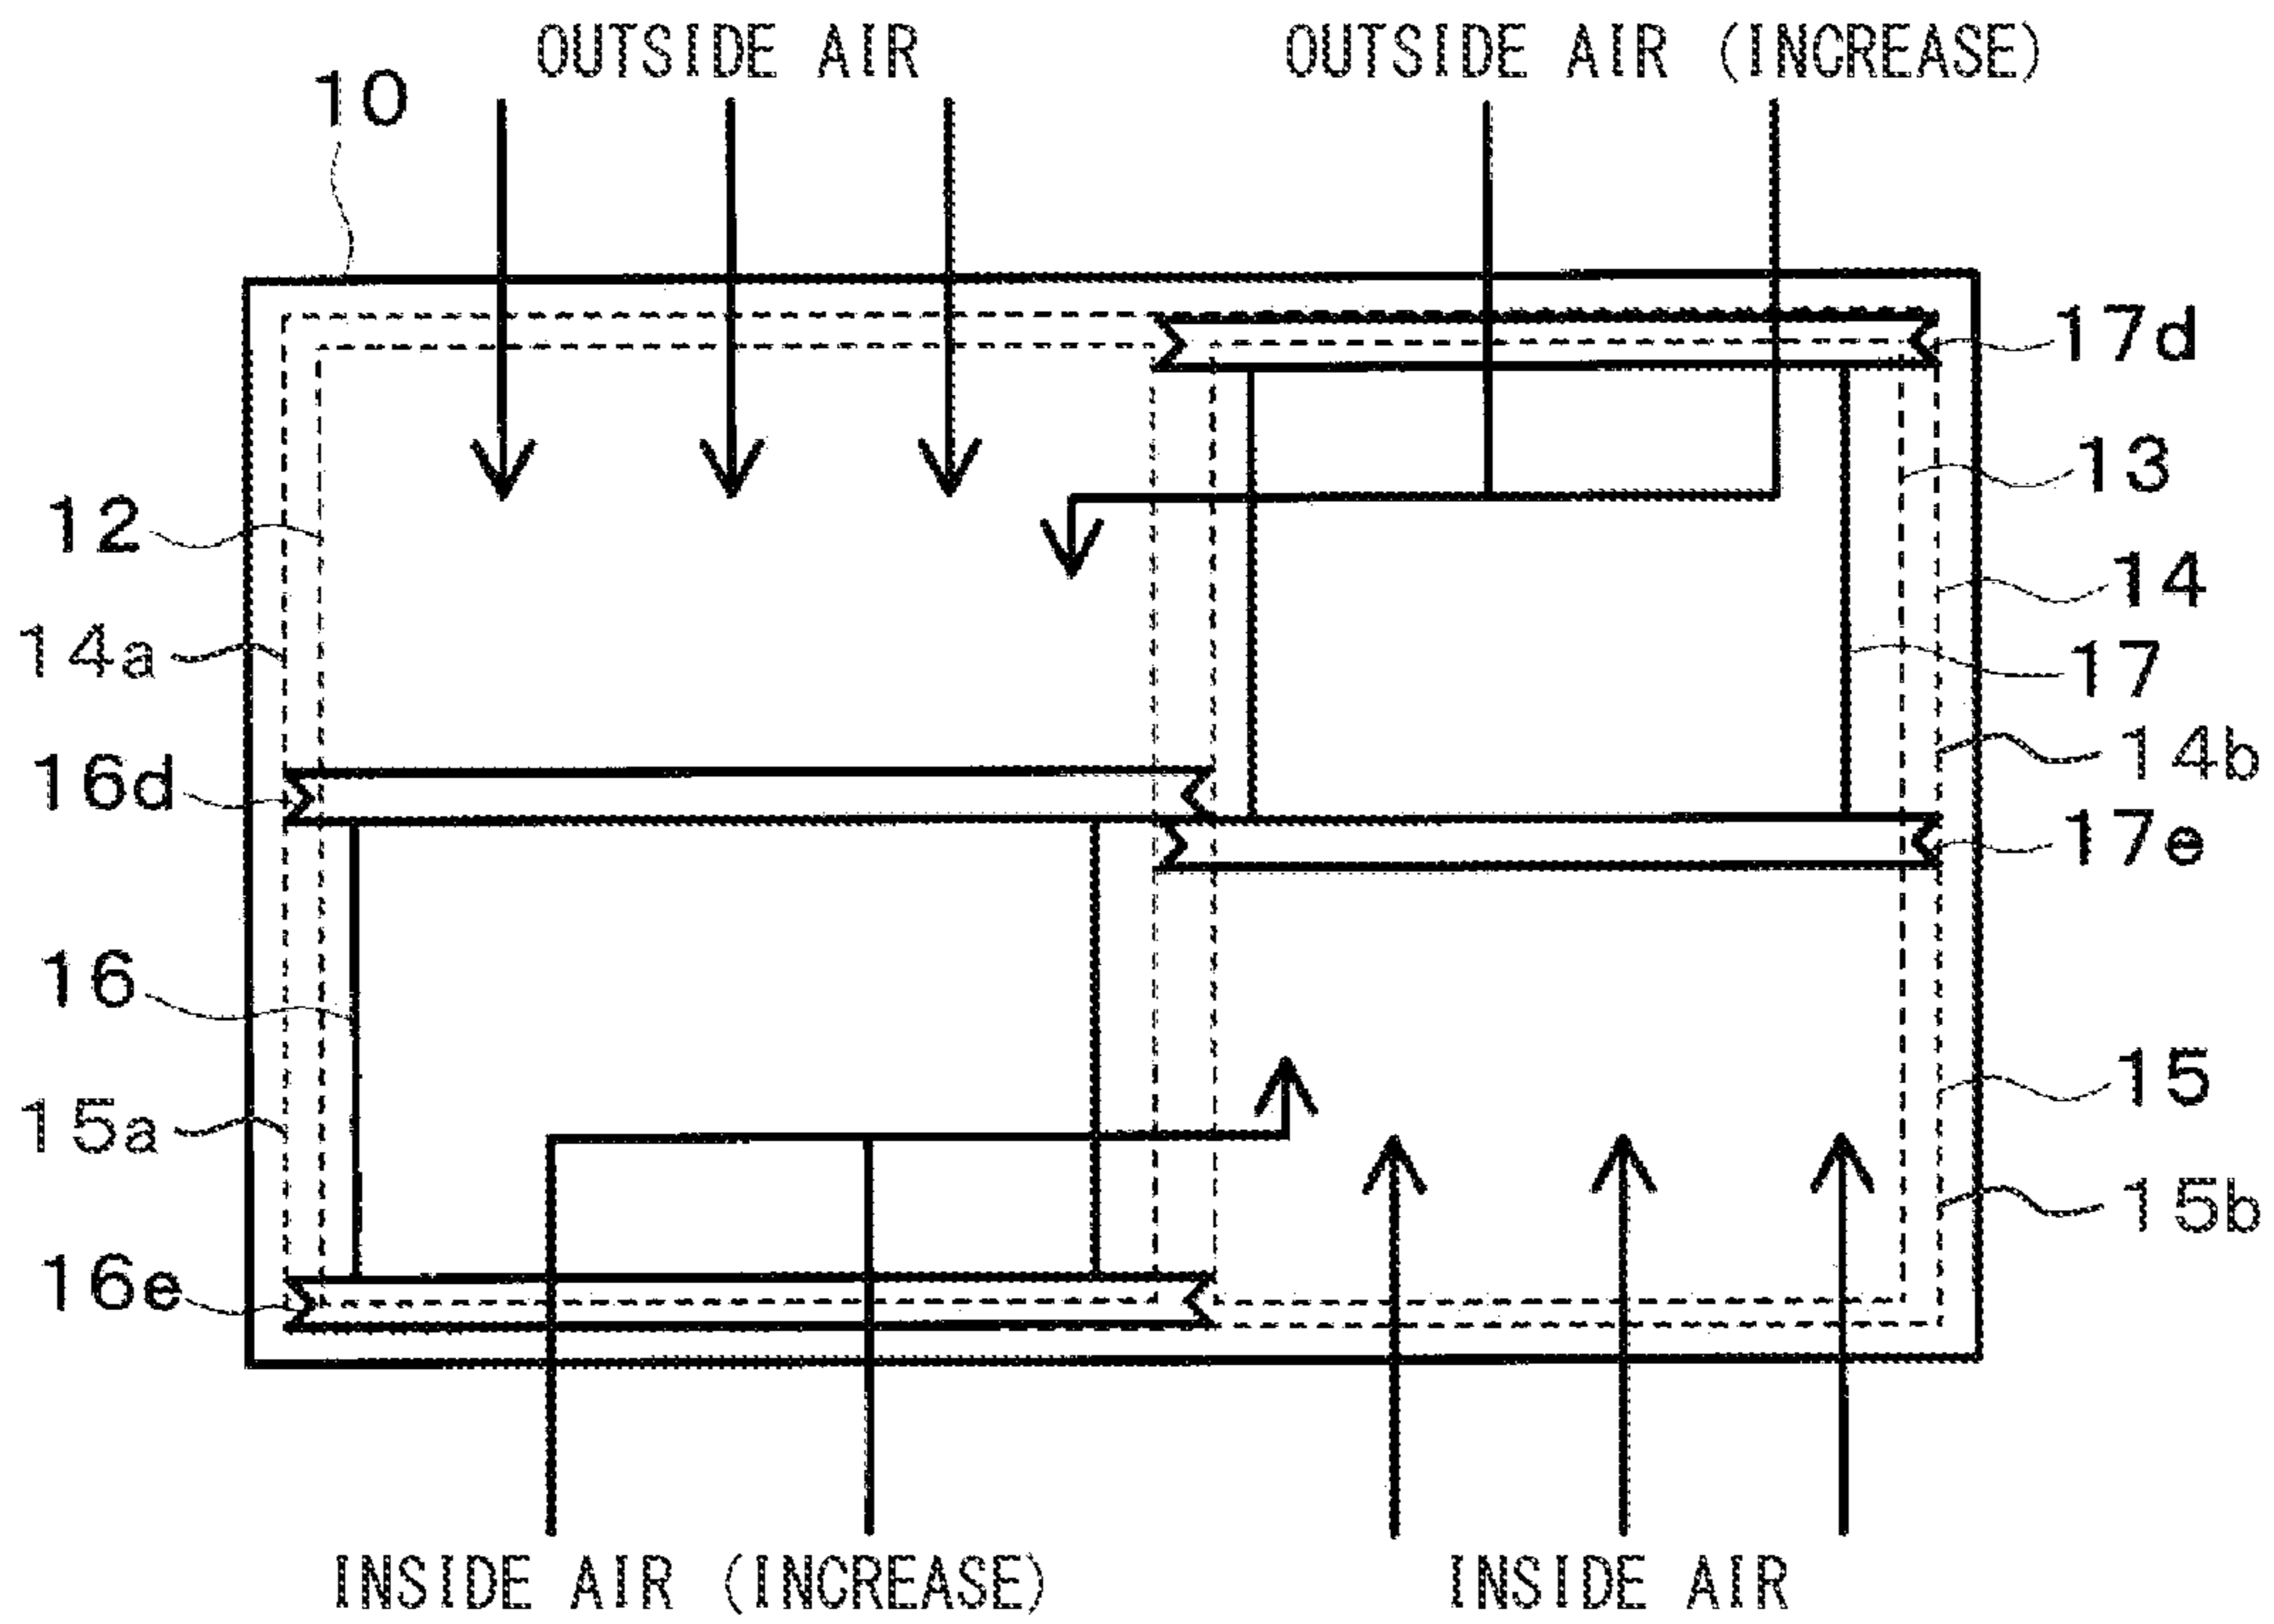 OUTSIDE AIR
OUTSIDE AIR (INCREASE)
10
17d
13
12
14
14a
17
14b
16d
17e
16
15
15a
15b
16e
INSIDE AIR (INCREASE)
INSIDE AIR